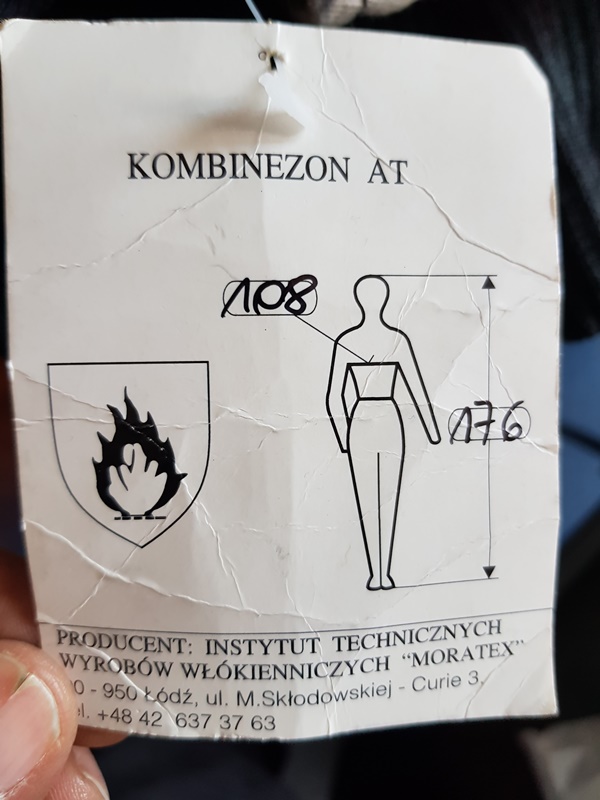 KOMBINEZON AT
108
176
PRODUCENT: INSTYTUT TECHNICZNYCH
WYROBÓW WŁÓKIENNICZYCH “MORATEX”
0 - 950 Łódź, ul. M.Skłodowskiej - Curie 3,
el. +48 42 637 37 63